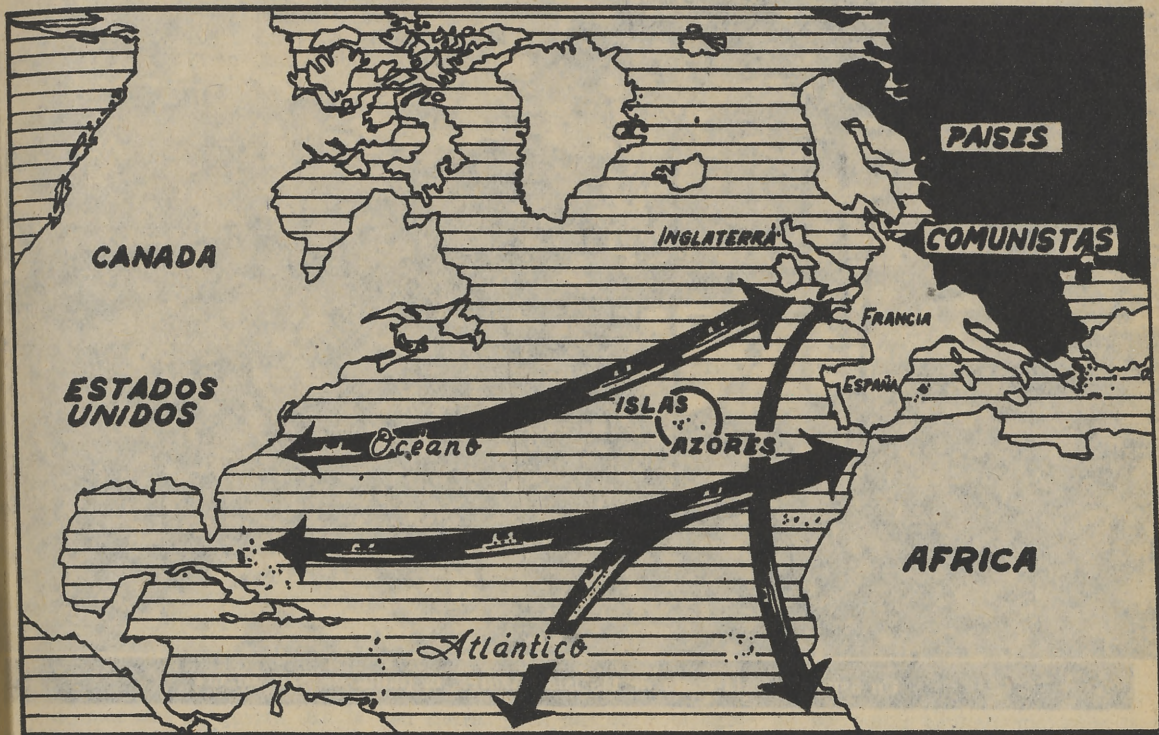 PAISES
COMUNISTAS
INGLATERRA
CANADA
FRANCIA
ESTADOS
UNIDOS
ESPAÑA
ISLAS
AZORES
Océano
AFRICA
Atlántico